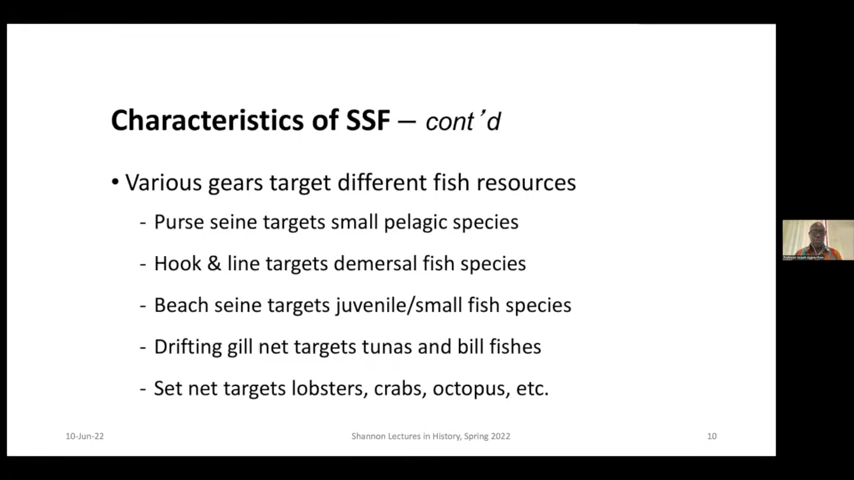 Characteristics of SSF – cont’d
• Various gears target different fish resources
- Purse seine targets small pelagic species
- Hook & line targets demersal fish species
- Beach seine targets juvenile/small fish species
- Drifting gill net targets tunas and bill fishes
- Set net targets lobsters, crabs, octopus, etc.
10-Jun-22
Shannon Lectures in History, Spring 2022
10